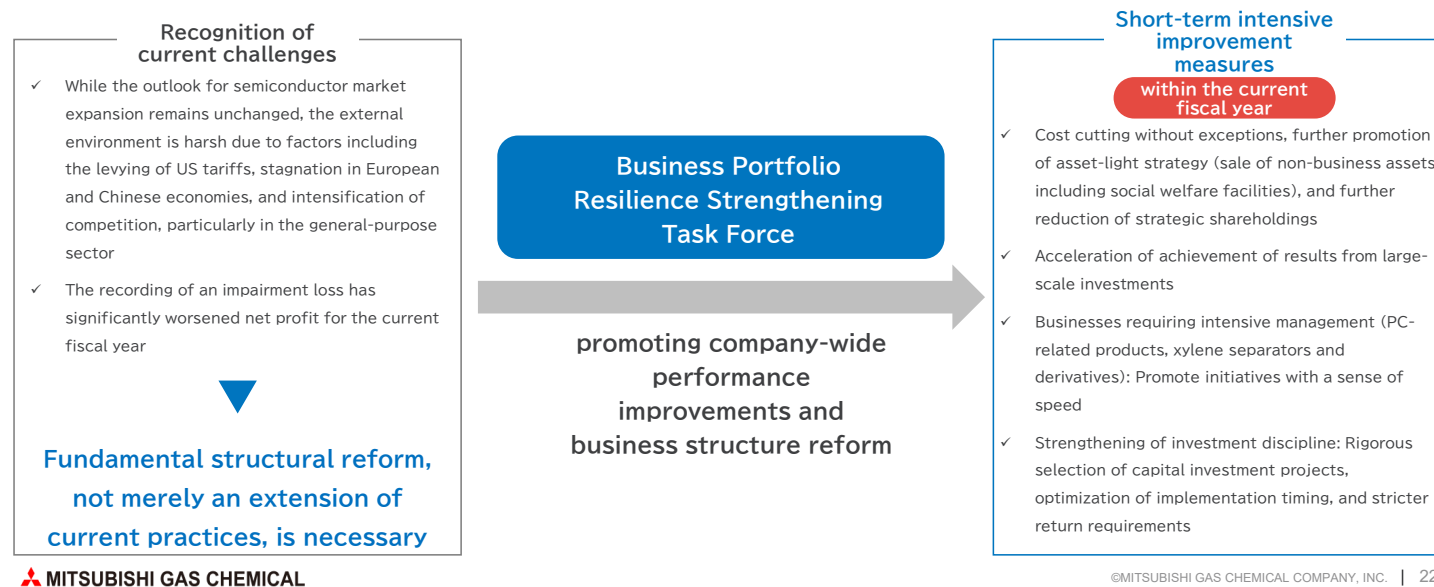 Recognition of
current challenges
✓ While the outlook for semiconductor market
expansion remains unchanged, the external
environment is harsh due to factors including
the levying of US tariffs, stagnation in European
and Chinese economies, and intensification of
competition, particularly in the general-purpose
sector
✓ The recording of an impairment loss has
significantly worsened net profit for the current
fiscal year
Fundamental structural reform,
not merely an extension of
current practices, is necessary
Business Portfolio
Resilience Strengthening
Task Force
promoting company-wide
performance
improvements and
business structure reform
Short-term intensive
improvement
measures
within the current
fiscal year
✓ Cost cutting without exceptions, further promotion
of asset-light strategy (sale of non-business assets
including social welfare facilities), and further
reduction of strategic shareholdings
✓ Acceleration of achievement of results from large-
scale investments
✓ Businesses requiring intensive management (PC-
related products, xylene separators and
derivatives): Promote initiatives with a sense of
speed
✓ Strengthening of investment discipline: Rigorous
selection of capital investment projects,
optimization of implementation timing, and stricter
return requirements
MITSUBISHI GAS CHEMICAL
©MITSUBISHI GAS CHEMICAL COMPANY, INC. | 22